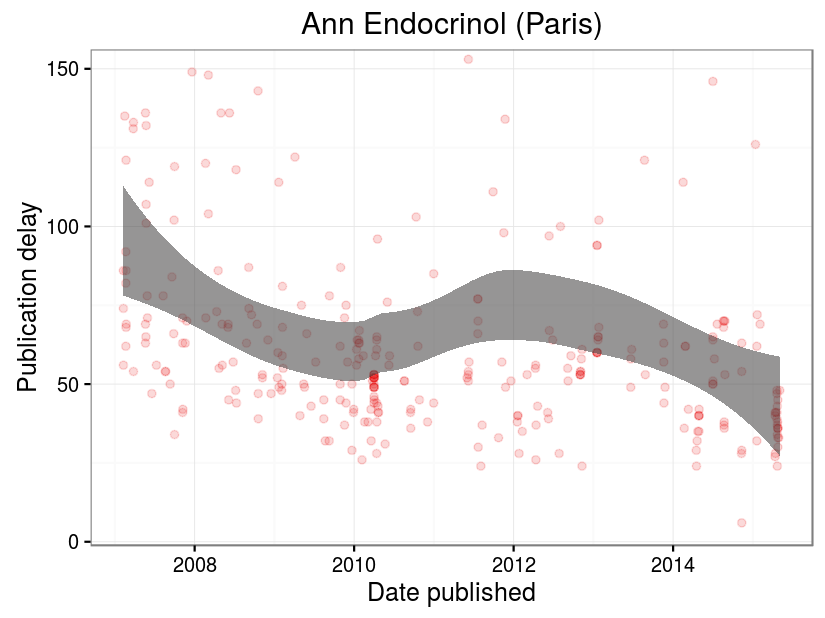 Ann Endocrinol (Paris)
150
100
50
0
Publication delay
2008 2010 2012 2014
Date published